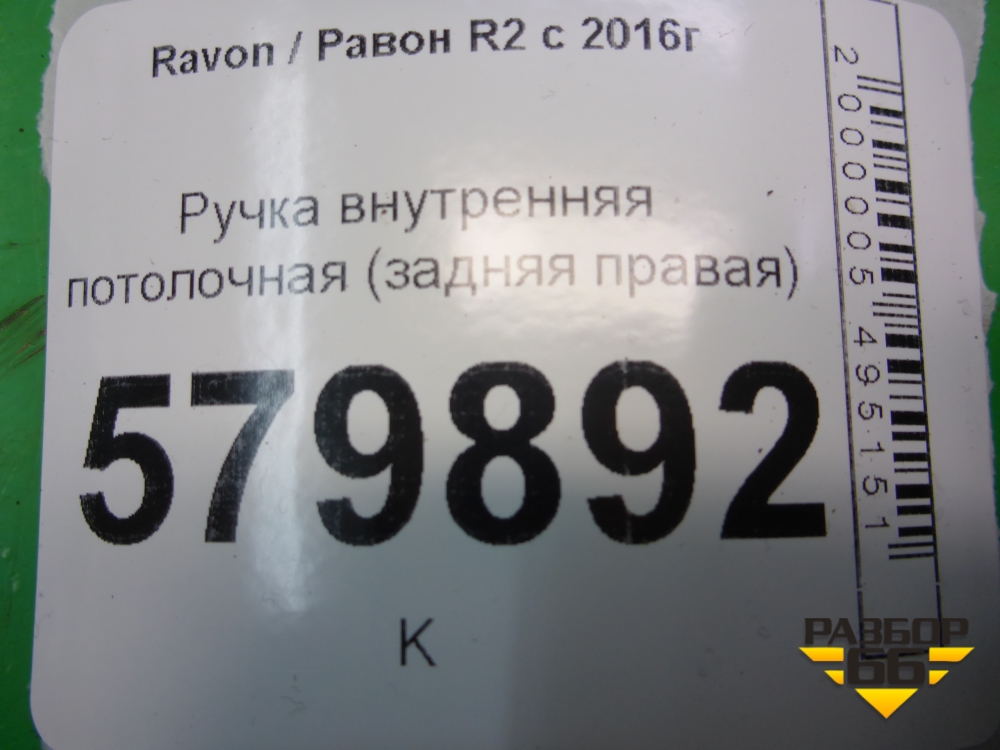 Ravon / Равон R2 с 2016г
Ручка внутренняя
потолочная (задняя правая)
579892
К
2000005495151
РАЗБОР
66